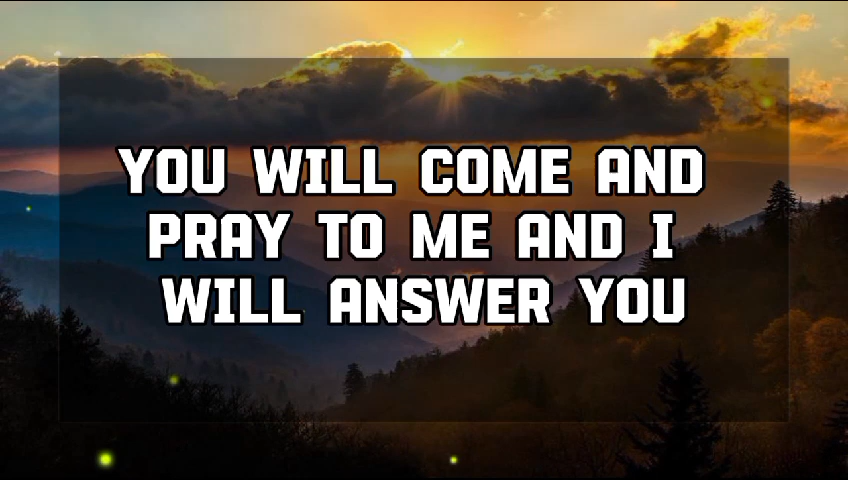 YOU WILL COME AND
PRAY TO ME AND I
WILL ANSWER YOU